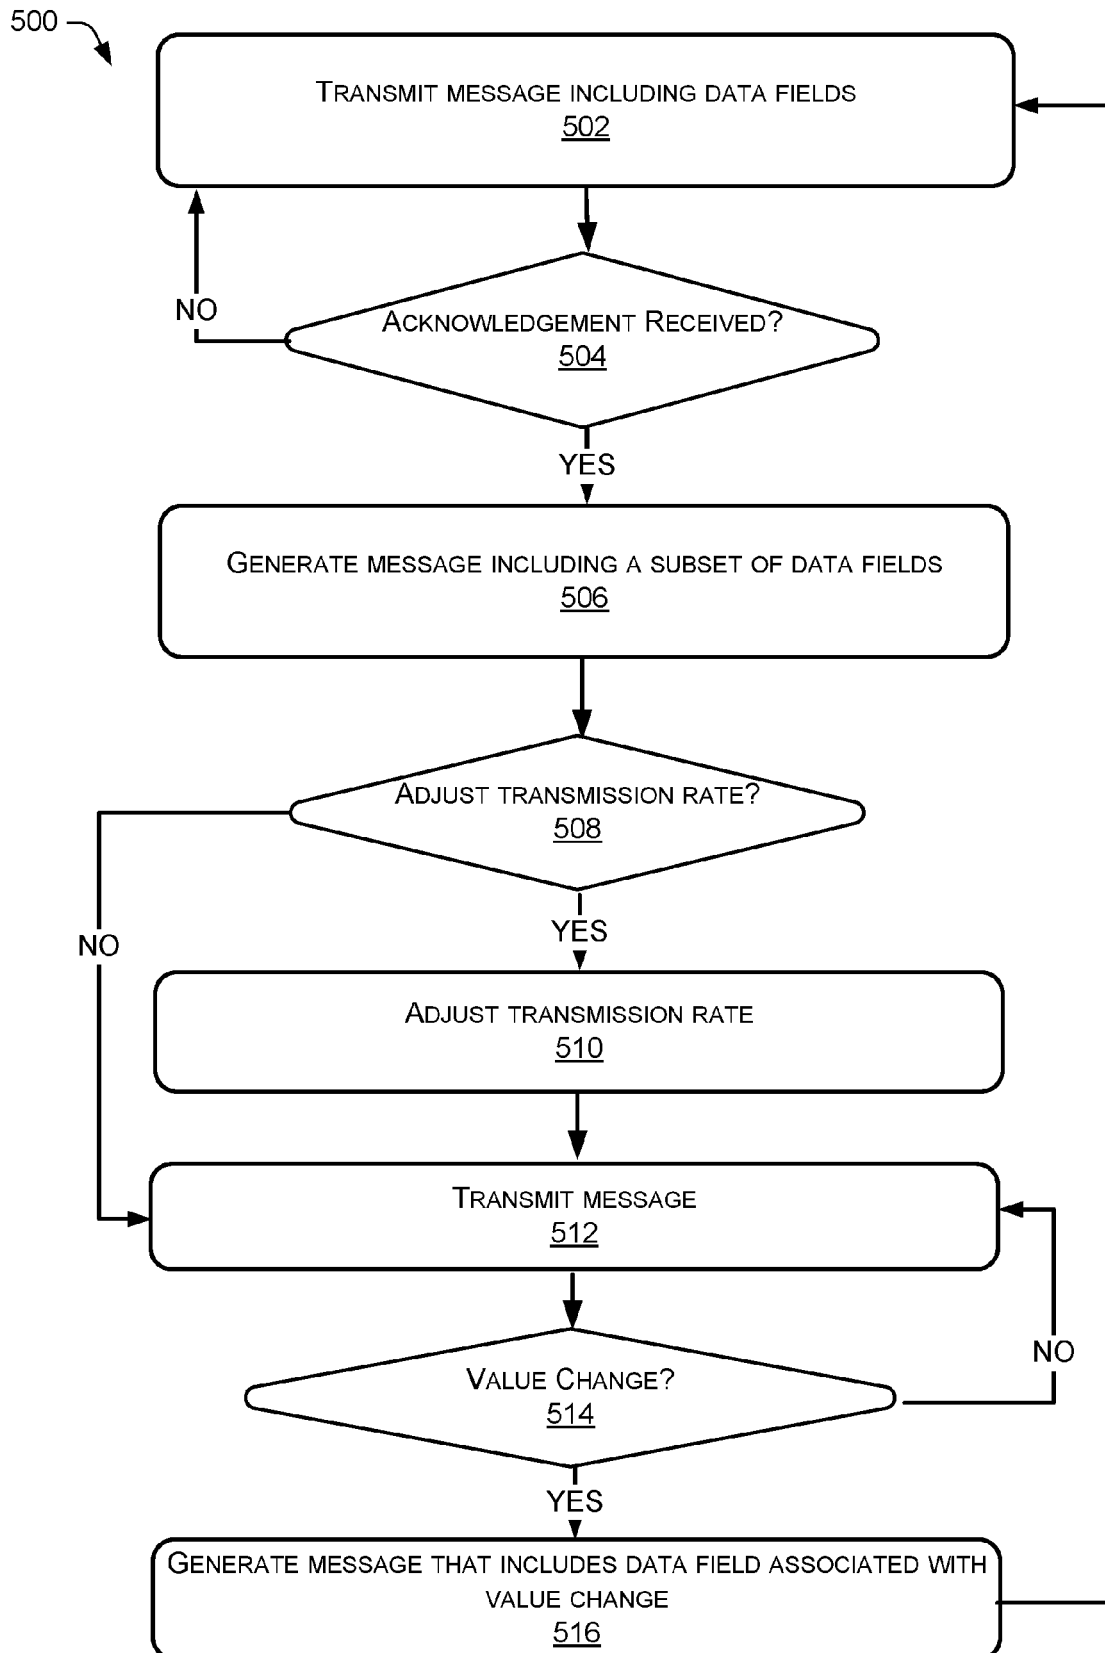 500
TRANSMIT MESSAGE INCLUDING DATA FIELDS
502
NO
ACKNOWLEDGEMENT RECEIVED?
504
YES
GENERATE MESSAGE INCLUDING A SUBSET OF DATA FIELDS
506
ADJUST TRANSMISSION RATE?
508
NO
YES
ADJUST TRANSMISSION RATE
510
TRANSMIT MESSAGE
512
NO
VALUE CHANGE?
514
YES
GENERATE MESSAGE THAT INCLUDES DATA FIELD ASSOCIATED WITH
VALUE CHANGE
516